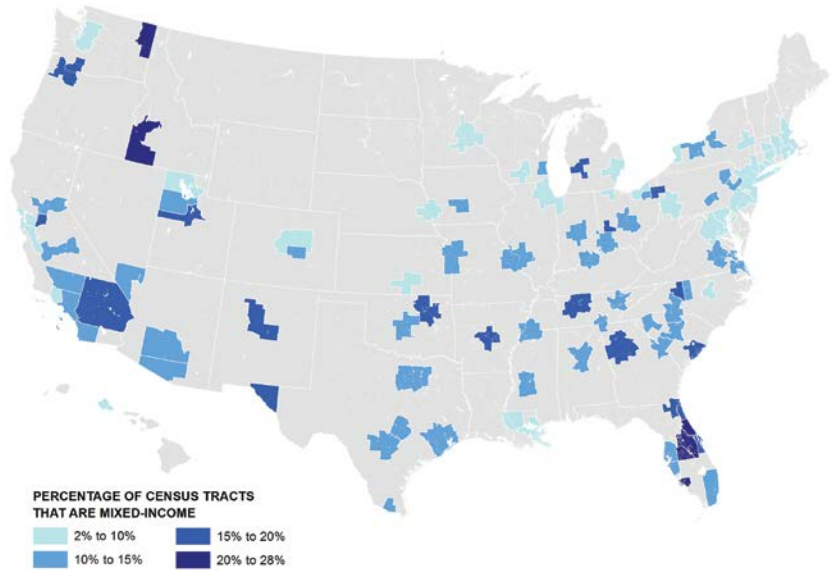 PERCENTAGE OF CENSUS TRACTS
THAT ARE MIXED-INCOME
2% to 10%
15% to 20%
10% to 15%
20% to 28%